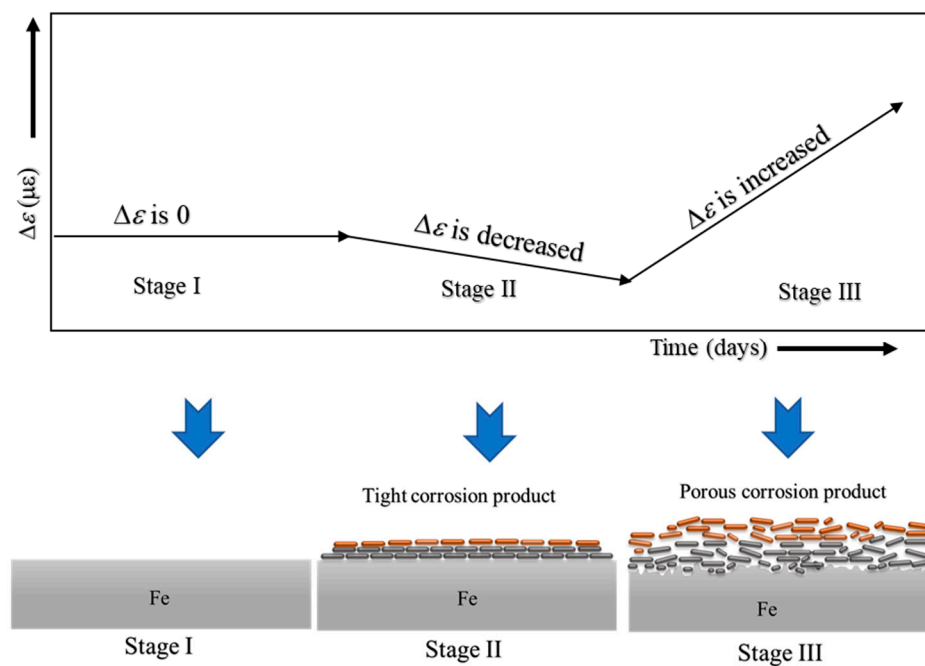 Δε (με)
Δε is 0
Δε is decreased
Δε is increased
Stage I
Stage II
Stage III
Time (days)
Tight corrosion product
Porous corrosion product
Fe
Fe
Fe
Stage I
Stage II
Stage III